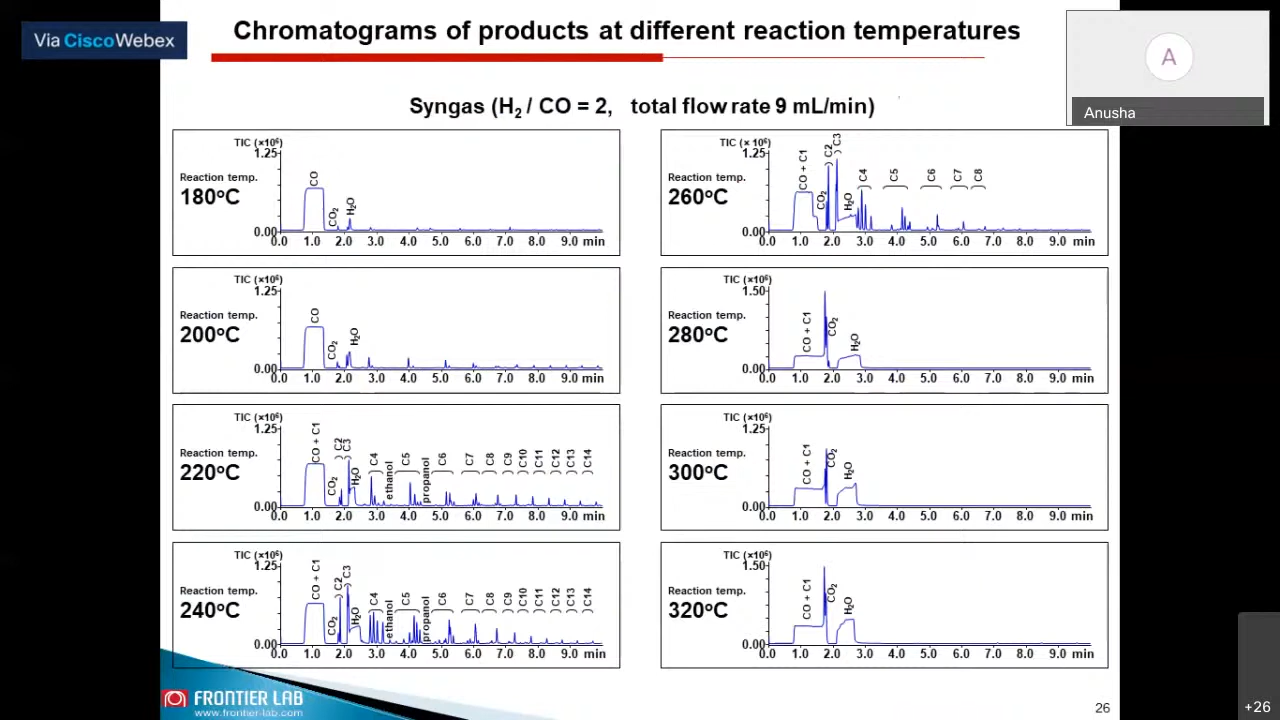 Via Cisco Webex
Chromatograms of products at different reaction temperatures
A
Anusha
Syngas (H2 / CO = 2, total flow rate 9 mL/min)
TIC (×10⁶)
1.25
Reaction temp.
180°C
CO
CO2
H2O
0.00
0.0 1.0 2.0 3.0 4.0 5.0 6.0 7.0 8.0 9.0 min
TIC (×10⁶)
1.25
Reaction temp.
200°C
CO
CO2
H2O
0.00
0.0 1.0 2.0 3.0 4.0 5.0 6.0 7.0 8.0 9.0 min
TIC (×10⁶)
1.25
Reaction temp.
220°C
CO + C1
CO2
C2
C3
H2O
C4
ethanol
C5
propanol
C6
C7
C8
C9
C10
C11
C12
C13
C14
0.00
0.0 1.0 2.0 3.0 4.0 5.0 6.0 7.0 8.0 9.0 min
TIC (×10⁶)
1.25
Reaction temp.
240°C
CO + C1
CO2
C2
C3
H2O
C4
ethanol
C5
propanol
C6
C7
C8
C9
C10
C11
C12
C13
C14
0.00
0.0 1.0 2.0 3.0 4.0 5.0 6.0 7.0 8.0 9.0 min
TIC (×10⁶)
1.25
Reaction temp.
260°C
CO + C1
CO2
C2
C3
H2O
C4
C5
C6
C7
C8
0.00
0.0 1.0 2.0 3.0 4.0 5.0 6.0 7.0 8.0 9.0 min
TIC (×10⁶)
1.50
Reaction temp.
280°C
CO + C1
CO2
H2O
0.00
0.0 1.0 2.0 3.0 4.0 5.0 6.0 7.0 8.0 9.0 min
TIC (×10⁶)
1.25
Reaction temp.
300°C
CO + C1
CO2
H2O
0.00
0.0 1.0 2.0 3.0 4.0 5.0 6.0 7.0 8.0 9.0 min
TIC (×10⁶)
1.50
Reaction temp.
320°C
CO + C1
CO2
H2O
0.00
0.0 1.0 2.0 3.0 4.0 5.0 6.0 7.0 8.0 9.0 min
FRONTIER LAB
www.frontier-lab.com
26
+26